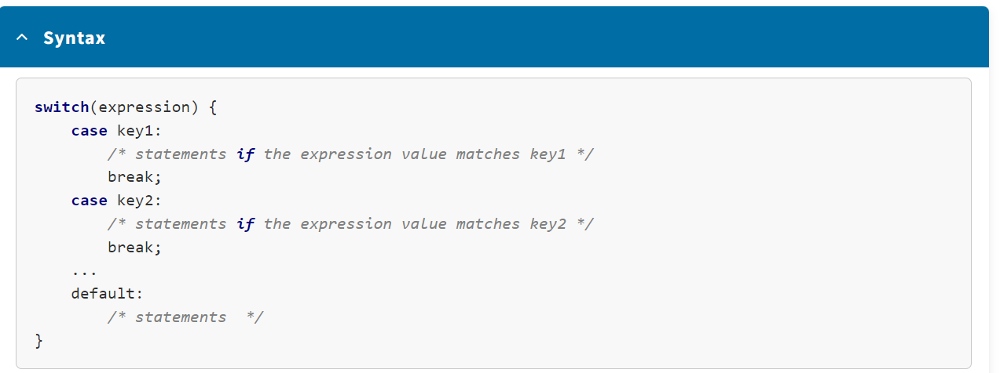 Syntax
switch(expression) {
    case key1:
        /* statements if the expression value matches key1 */
        break;
    case key2:
        /* statements if the expression value matches key2 */
        break;
    ...
    default:
        /* statements  */
}